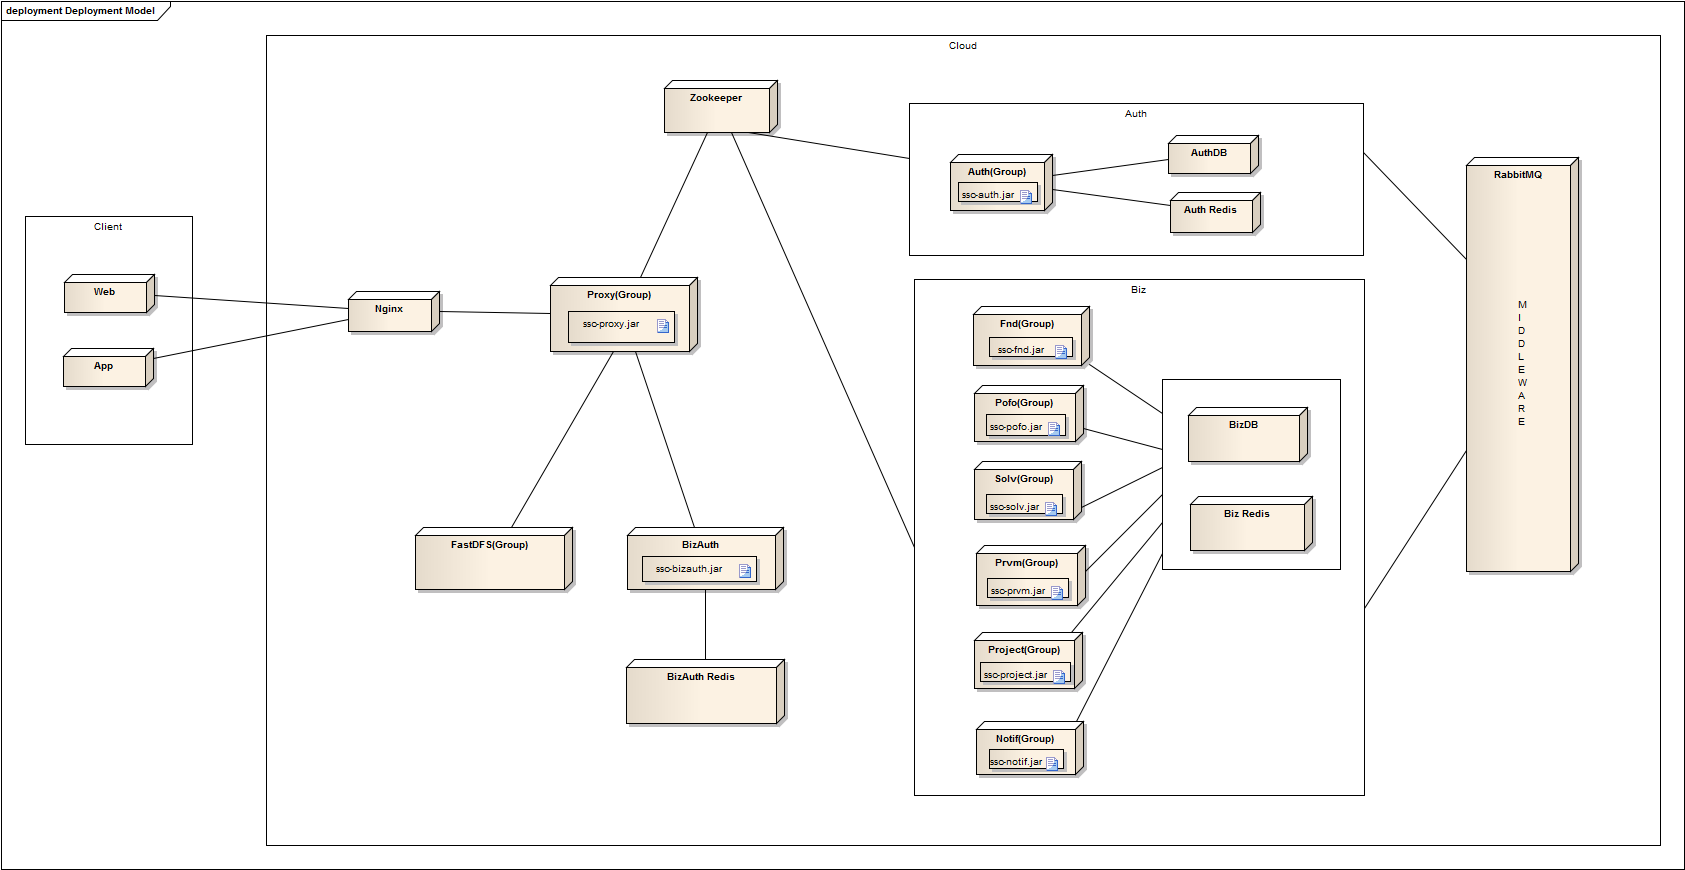 deployment Deployment Model
Cloud
Client
Web
App
Nginx
Zookeeper
Proxy(Group)
sso-proxy.jar
FastDFS(Group)
BizAuth
sso-bizauth.jar
BizAuth Redis
Auth
Auth(Group)
sso-auth.jar
AuthDB
Auth Redis
Biz
Fnd(Group)
sso-fnd.jar
Pofo(Group)
sso-pofo.jar
Solv(Group)
sso-solv.jar
Prvm(Group)
sso-prvm.jar
Project(Group)
sso-project.jar
Notif(Group)
sso-notif.jar
BizDB
Biz Redis
RabbitMQ
MIDDLEWARE